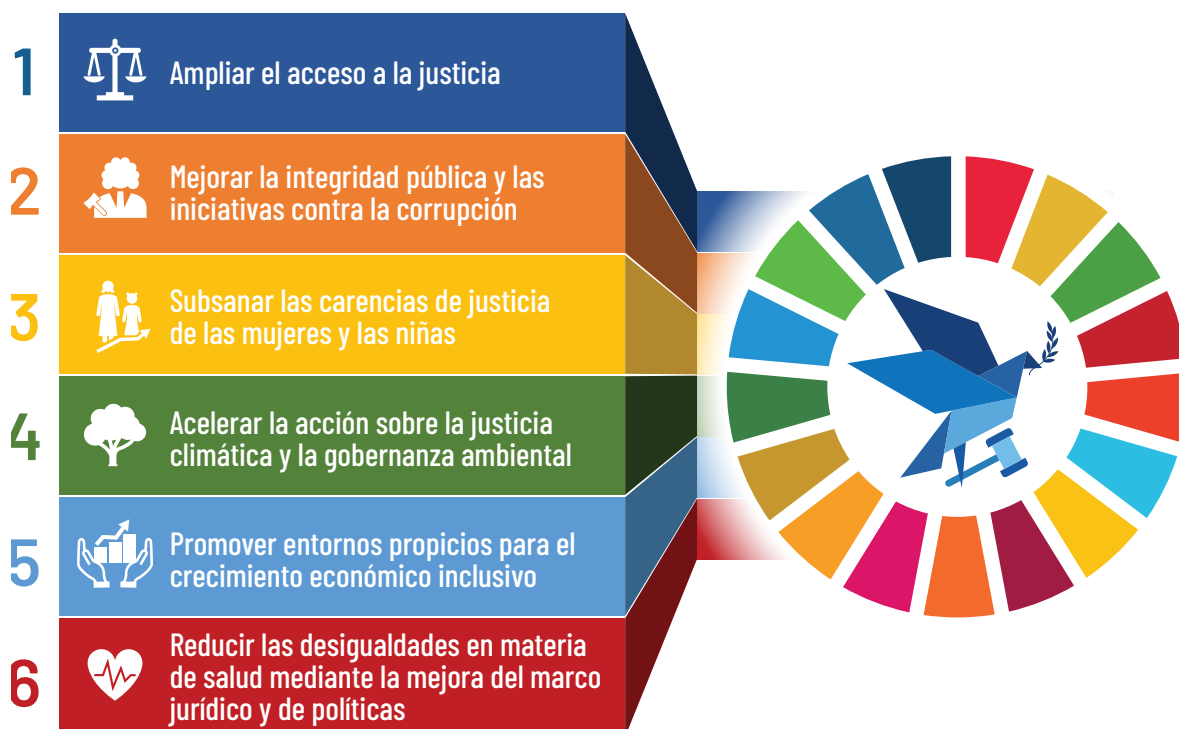 1
Ampliar el acceso a la justicia
2
Mejorar la integridad pública y las
iniciativas contra la corrupción
3
Subsanar las carencias de justicia
de las mujeres y las niñas
4
Acelerar la acción sobre la justicia
climática y la gobernanza ambiental
5
Promover entornos propicios para el
crecimiento económico inclusivo
6
Reducir las desigualdades en materia
de salud mediante la mejora del marco
jurídico y de políticas